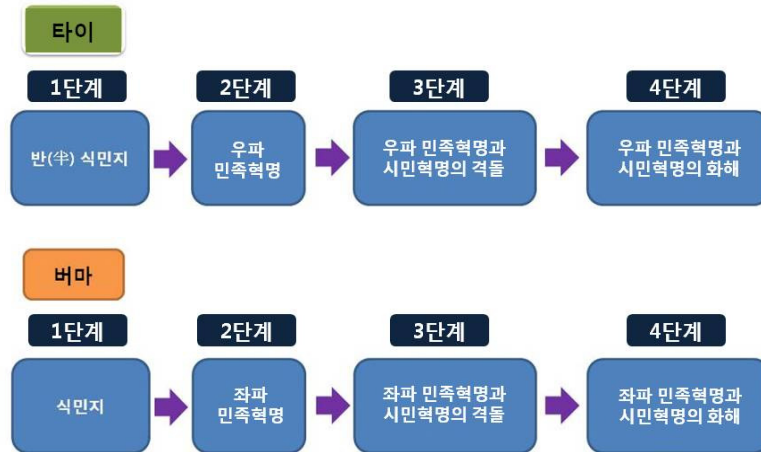 타이
1단계
2단계
3단계
4단계
반(半) 식민지
우파
민족혁명
우파 민족혁명과
시민혁명의 격돌
우파 민족혁명과
시민혁명의 화해
버마
1단계
2단계
3단계
4단계
식민지
좌파
민족혁명
좌파 민족혁명과
시민혁명의 격돌
좌파 민족혁명과
시민혁명의 화해